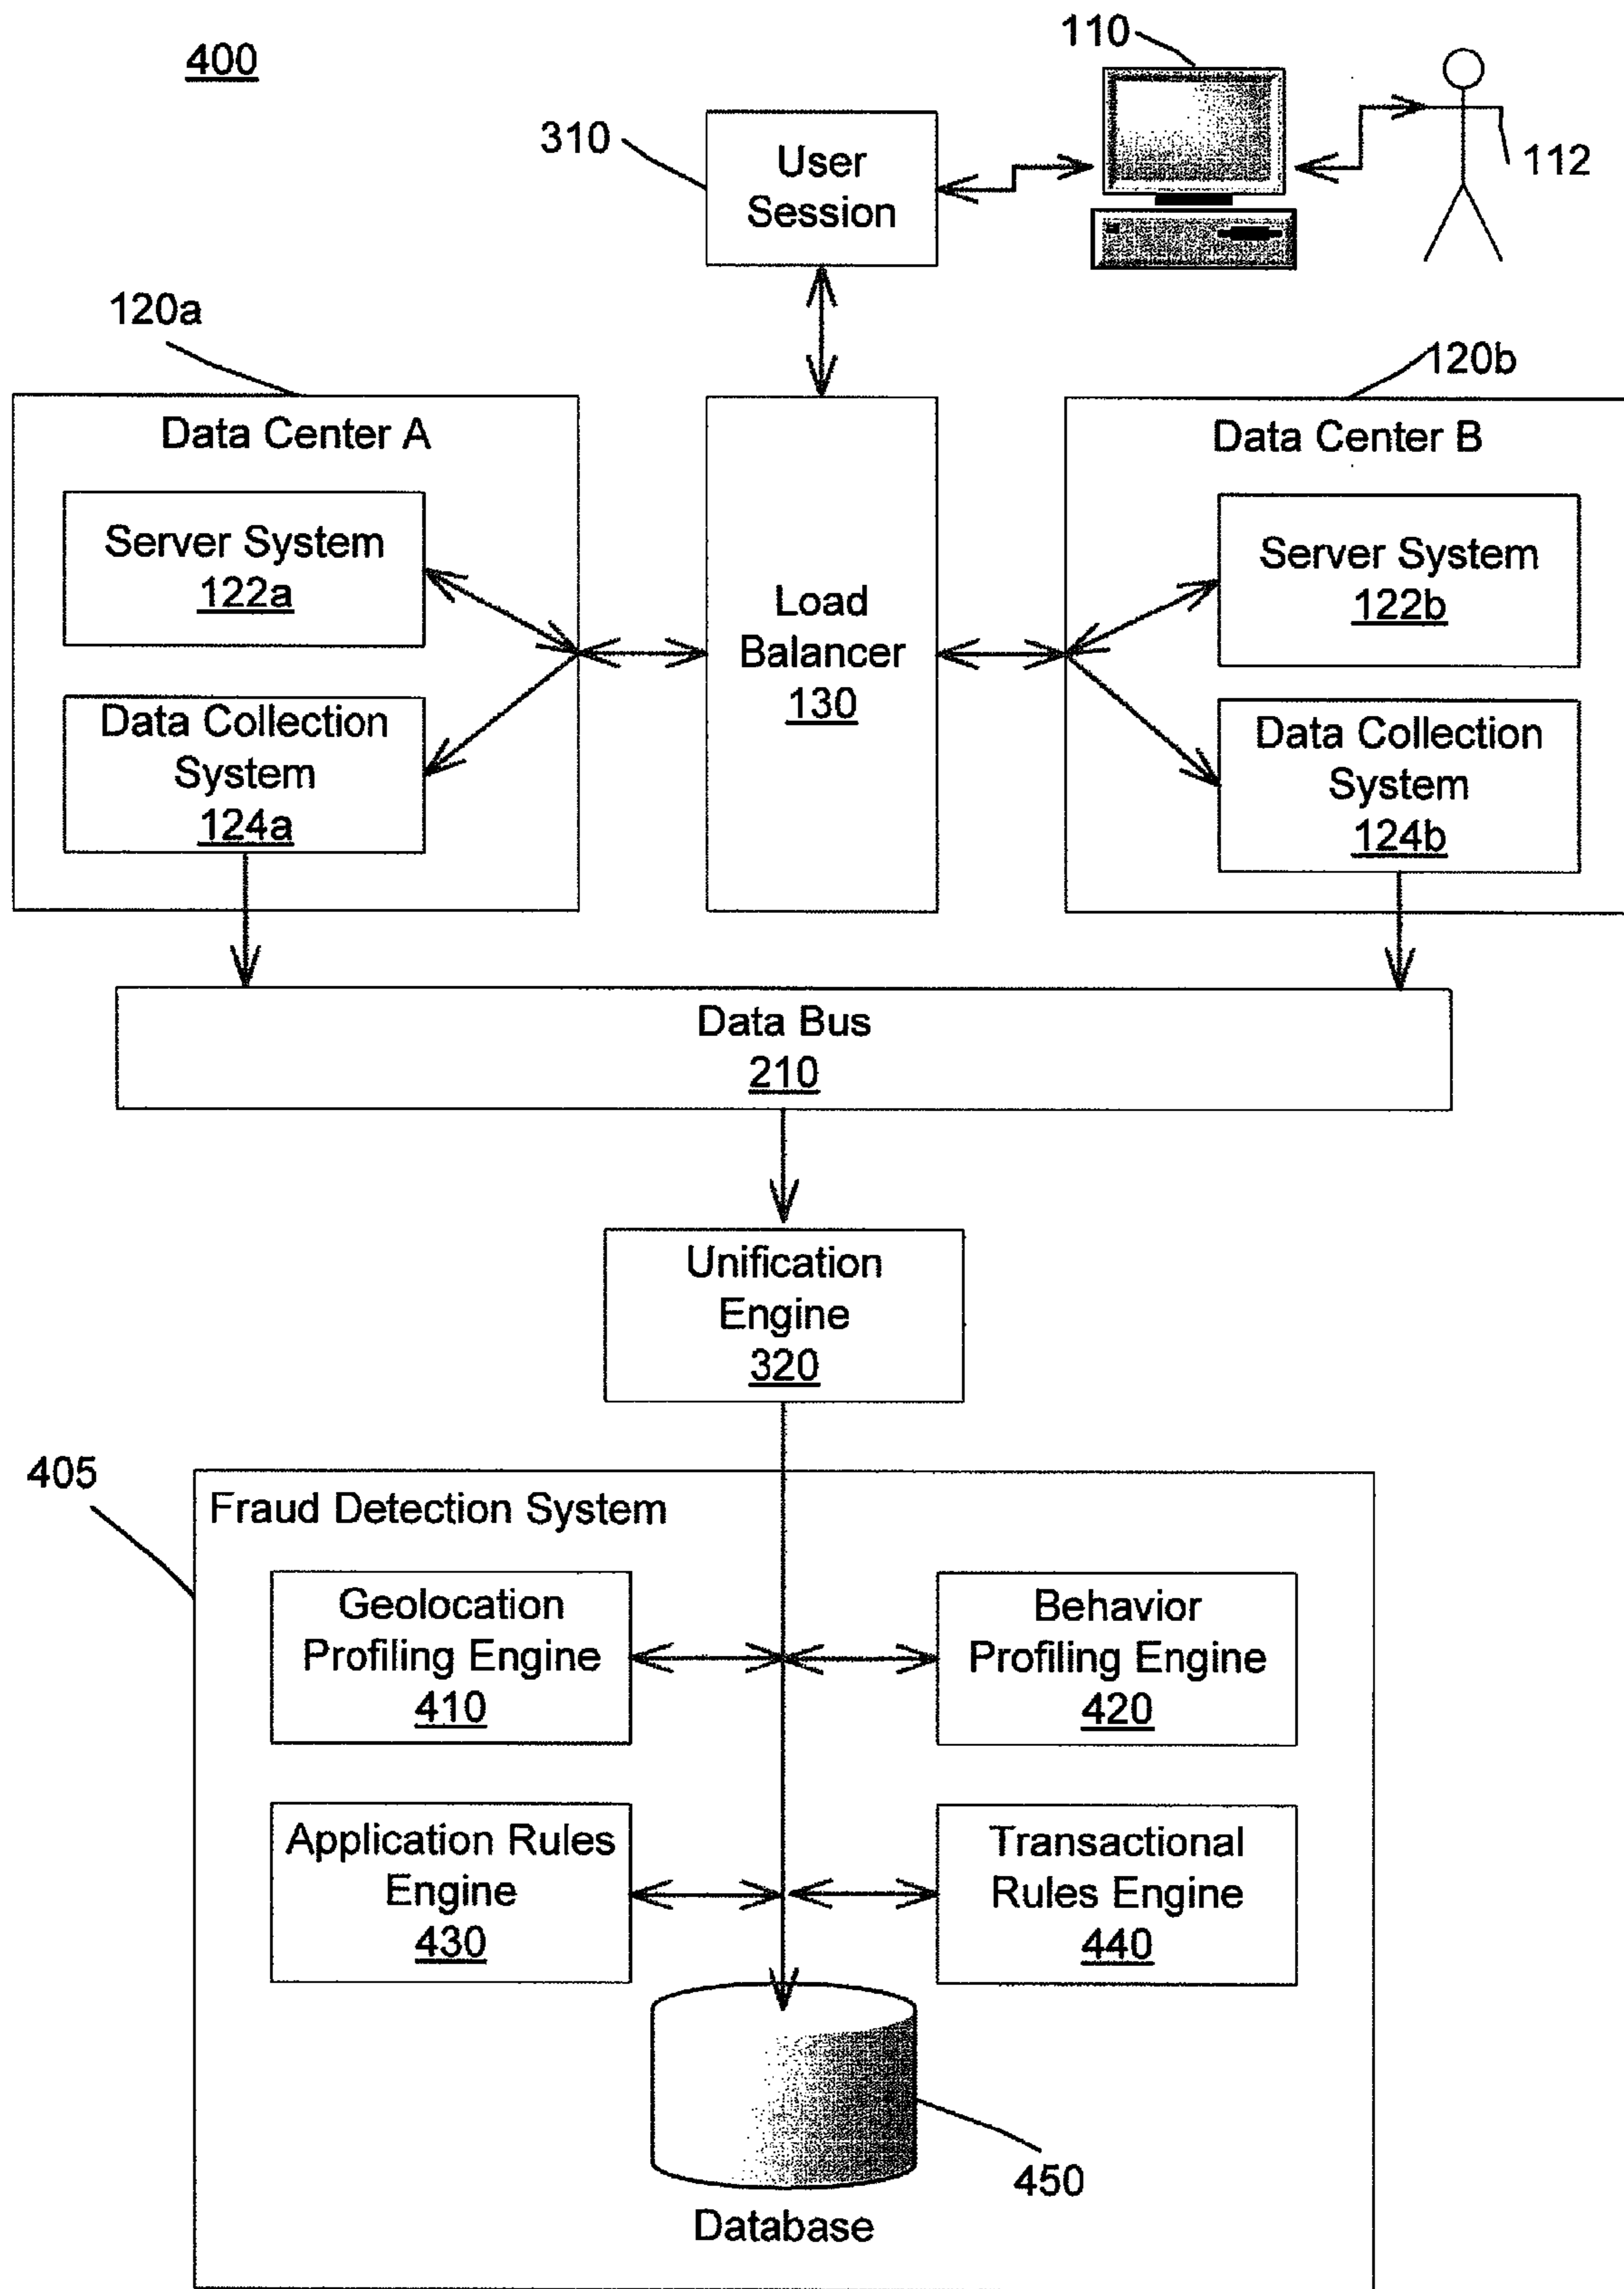 400
110
112
310
User
Session
120a
120b
Data Center A
Server System
122a
Data Collection
System
124a
Load
Balancer
130
Data Center B
Server System
122b
Data Collection
System
124b
Data Bus
210
Unification
Engine
320
405
Fraud Detection System
Geolocation
Profiling Engine
410
Behavior
Profiling Engine
420
Application Rules
Engine
430
Transactional
Rules Engine
440
450
Database